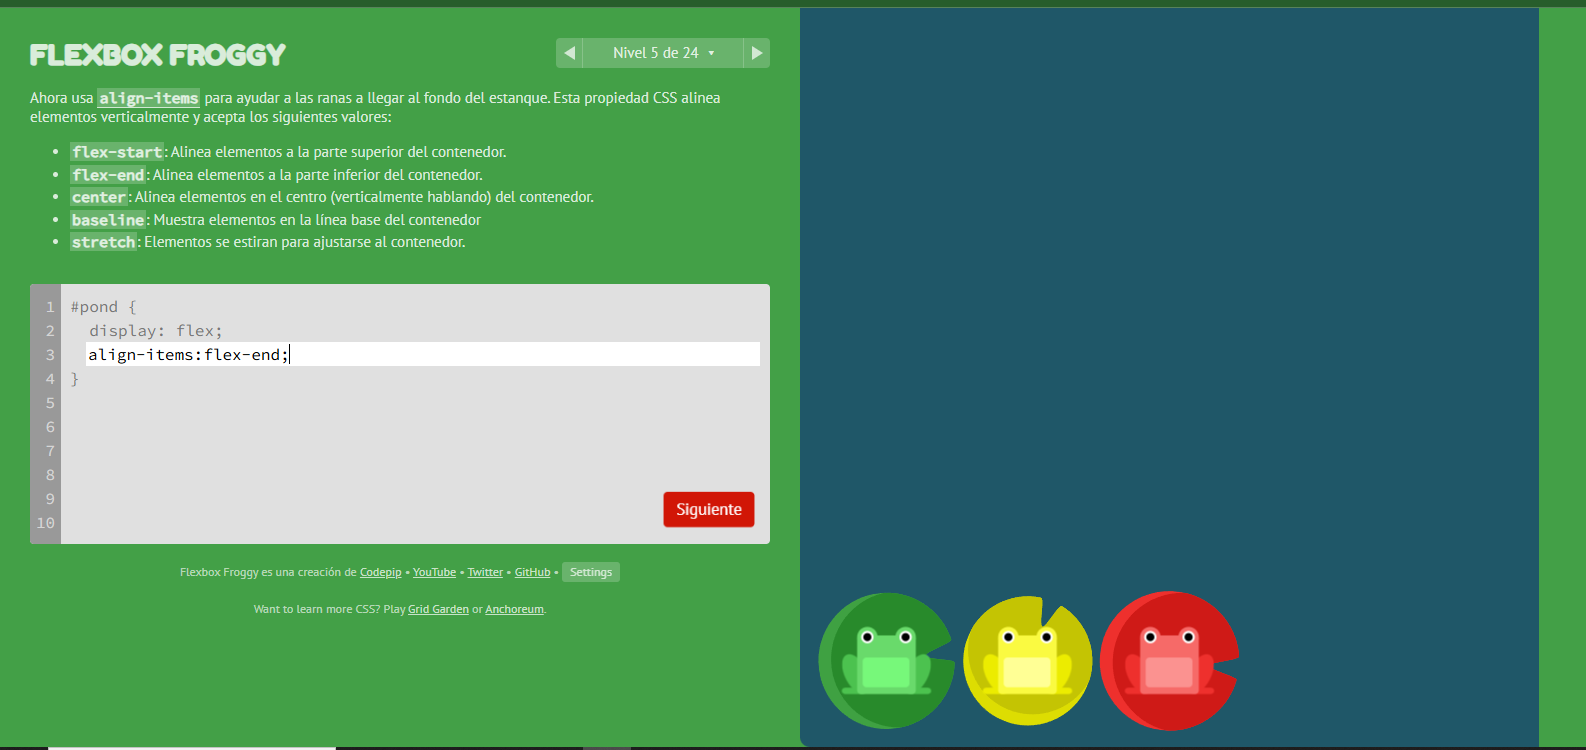 FLEXBOX FROGGY
Nivel 5 de 24
Ahora usa align-items para ayudar a las ranas a llegar al fondo del estanque. Esta propiedad CSS alinea
elementos verticalmente y acepta los siguientes valores:
• flex-start: Alinea elementos a la parte superior del contenedor.
• flex-end: Alinea elementos a la parte inferior del contenedor.
• center: Alinea elementos en el centro (verticalmente hablando) del contenedor.
• baseline: Muestra elementos en la línea base del contenedor
• stretch: Elementos se estiran para ajustarse al contenedor.
1 #pond {
2 display: flex;
3 align-items:flex-end;
4 }
5
6
7
8
9
10
Siguiente
Flexbox Froggy es una creación de Codepip • YouTube • Twitter • GitHub • Settings
Want to learn more CSS? Play Grid Garden or Anchoreum.